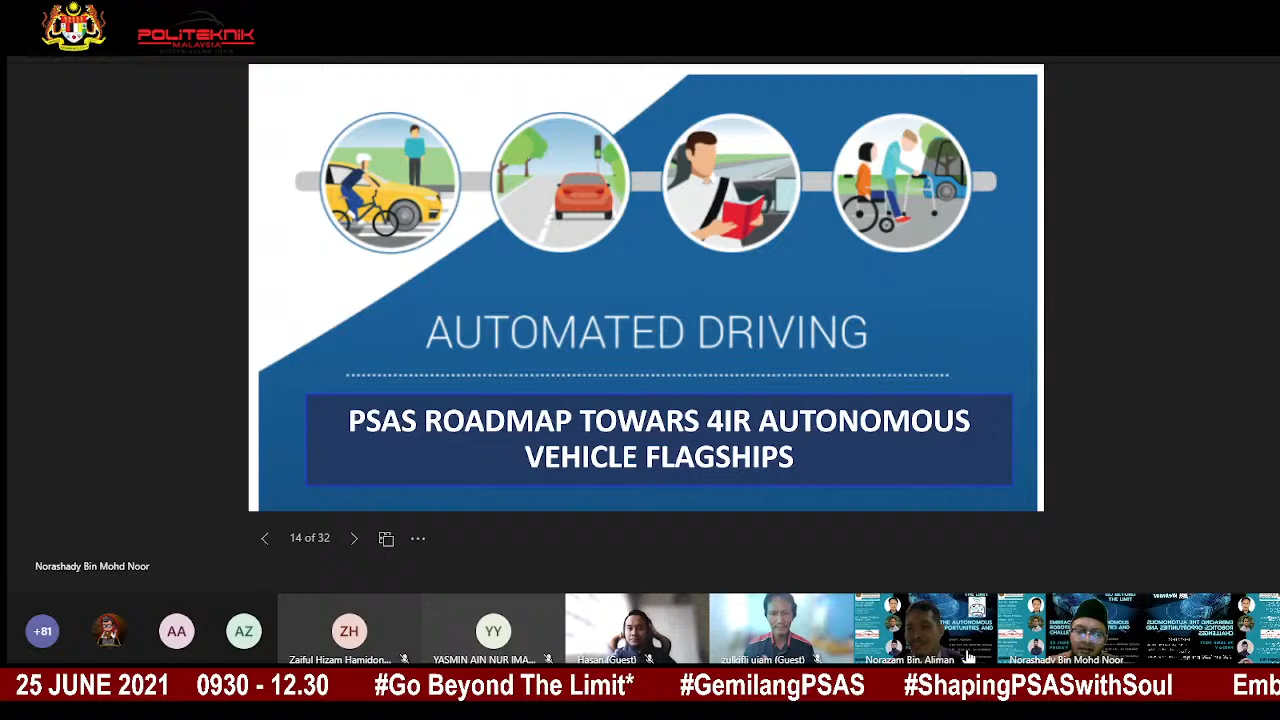 POLITEKNIK
MALAYSIA
AUTOMATED DRIVING
PSAS ROADMAP TOWARS 4IR AUTONOMOUS
VEHICLE FLAGSHIPS
14 of 32
Norashady Bin Mohd Noor
+81
AA
AZ
ZH
YY
Zaiful Hizam Hamidon...
YASMIN AIN NUR IMA...
Hasan (Guest)
zulkifli ujam (Guest)
Norazam Bin. Aliman
Norashady Bin Mohd Noor
25 JUNE 2021 0930 - 12.30 #Go Beyond The Limit* #GemilangPSAS #ShapingPSASwithSoul Emb